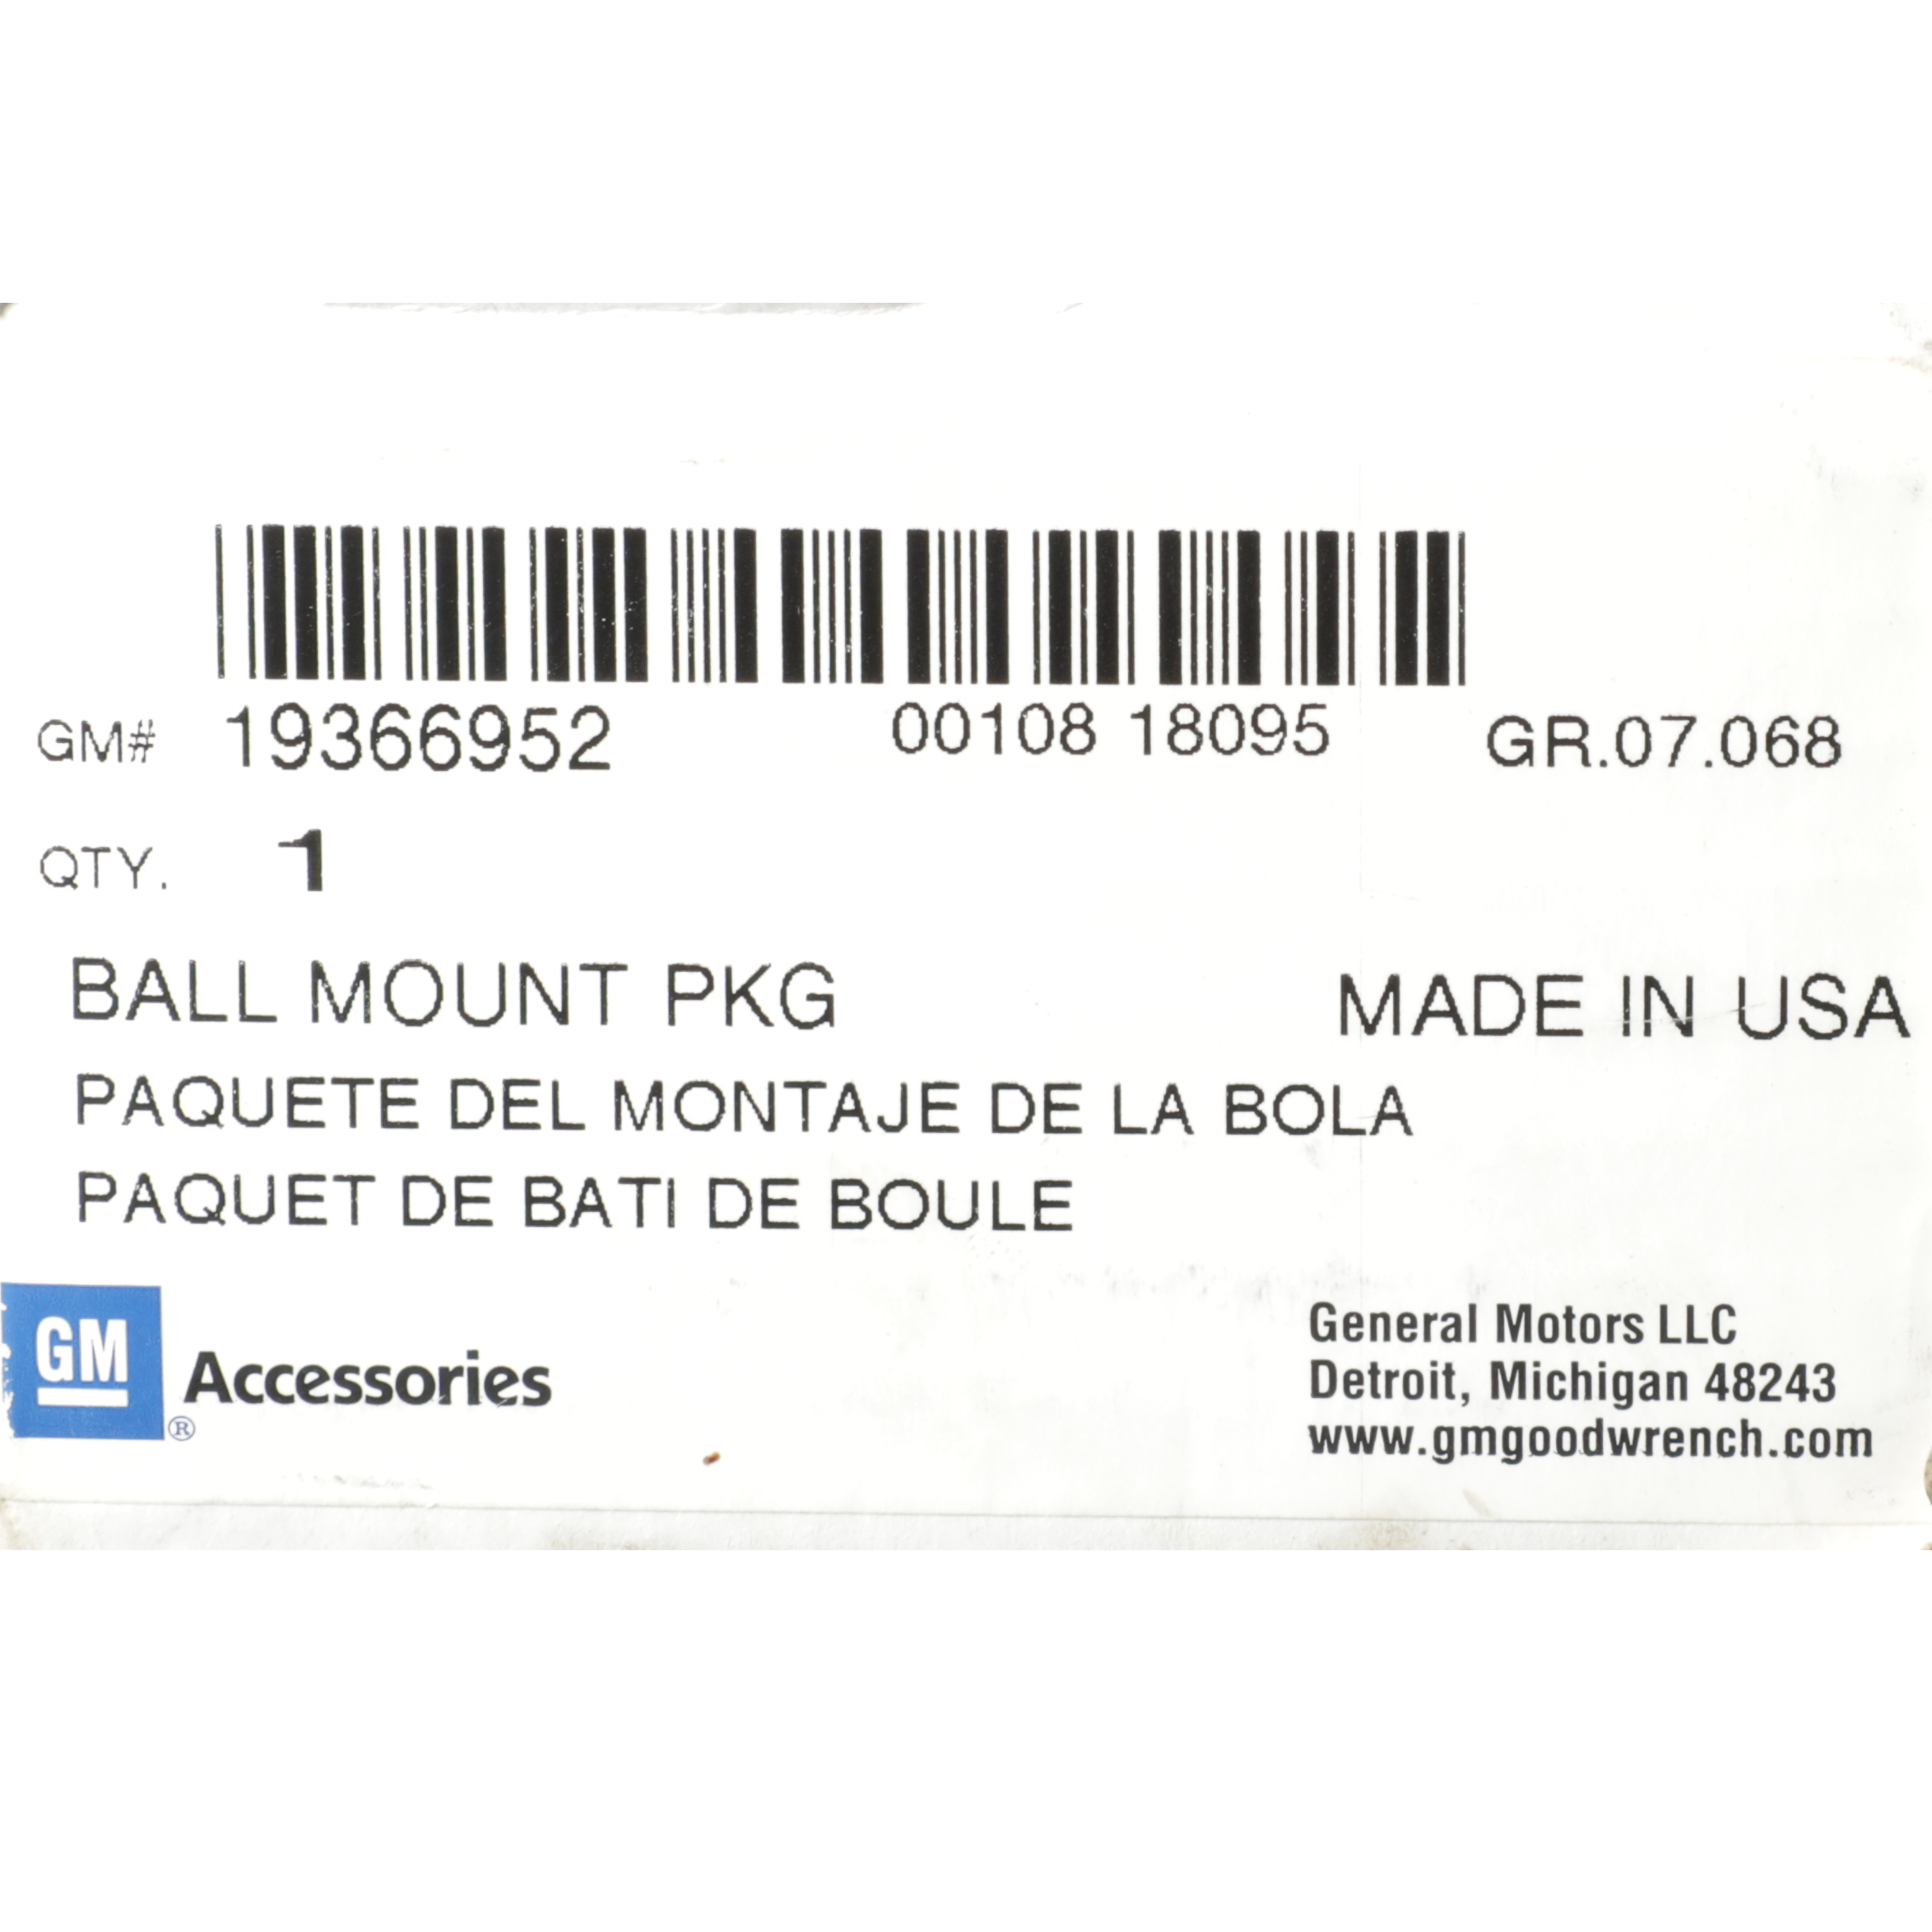 GM# 19366952 00108 18095 GR.07.068
QTY. 1
BALL MOUNT PKG MADE IN USA
PAQUETE DEL MONTAJE DE LA BOLA
PAQUET DE BATI DE BOULE
GM ® Accessories
General Motors LLC
Detroit, Michigan 48243
www.gmgoodwrench.com